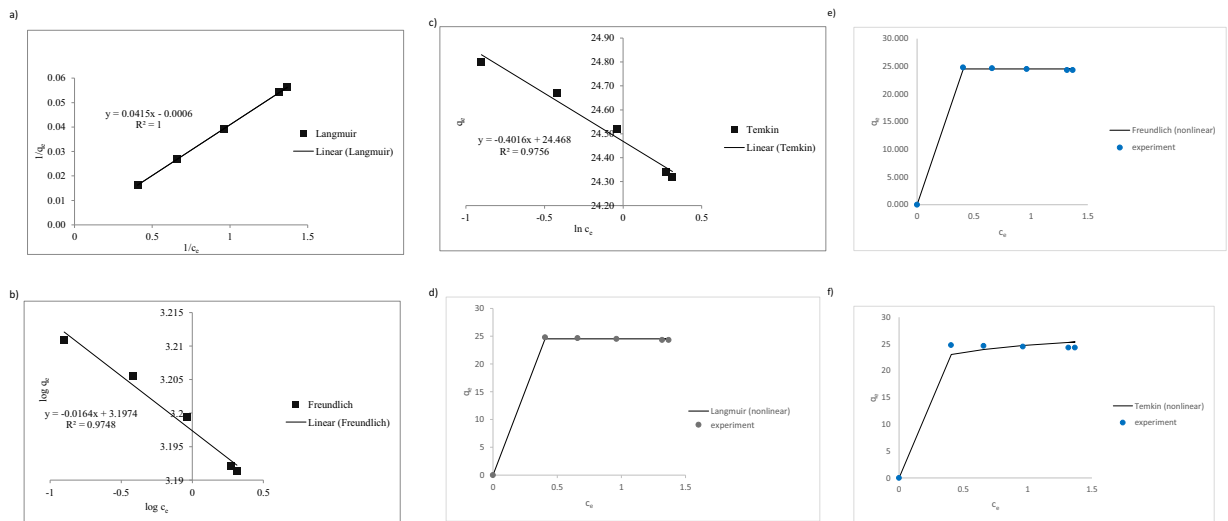 a)
0.06
0.05
0.04
0.03
0.02
0.01
0.00
0
0.5
1
1.5
1/qe
1/ce
y = 0.0415x - 0.0006
R² = 1
Langmuir
Linear (Langmuir)
b)
3.215
3.21
3.205
3.2
3.195
3.19
-1
-0.5
0
0.5
log qe
log ce
y = -0.0164x + 3.1974
R² = 0.9748
Freundlich
Linear (Freundlich)
c)
24.90
24.80
24.70
24.60
24.50
24.40
24.30
24.20
-1
-0.5
0
0.5
qe
ln ce
y = -0.4016x + 24.468
R² = 0.9756
Temkin
Linear (Temkin)
d)
30
25
20
15
10
5
0
0
0.5
1
1.5
qe
ce
Langmuir (nonlinear)
experiment
e)
30.000
25.000
20.000
15.000
10.000
5.000
0.000
0
0.5
1
1.5
qe
ce
Freundlich (nonlinear)
experiment
f)
30
25
20
15
10
5
0
0
0.5
1
1.5
qe
ce
Temkin (nonlinear)
experiment